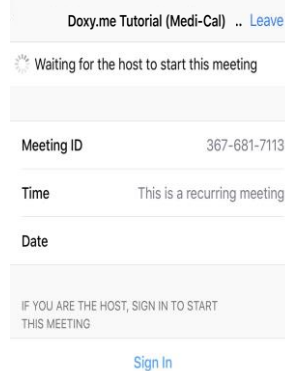 Doxy.me Tutorial (Medi-Cal) .. Leave
Waiting for the host to start this meeting
Meeting ID 367-681-7113
Time This is a recurring meeting
Date
IF YOU ARE THE HOST, SIGN IN TO START
THIS MEETING
Sign In